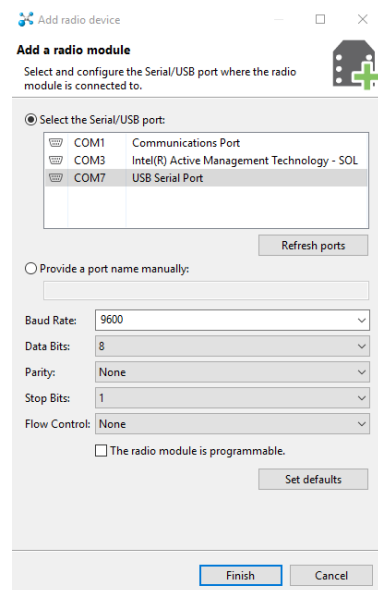 Add radio device
Add a radio module
Select and configure the Serial/USB port where the radio
module is connected to.
Select the Serial/USB port:
COM1 Communications Port
COM3 Intel(R) Active Management Technology - SOL
COM7 USB Serial Port
Refresh ports
Provide a port name manually:
Baud Rate: 9600
Data Bits: 8
Parity: None
Stop Bits: 1
Flow Control: None
The radio module is programmable.
Set defaults
Finish Cancel